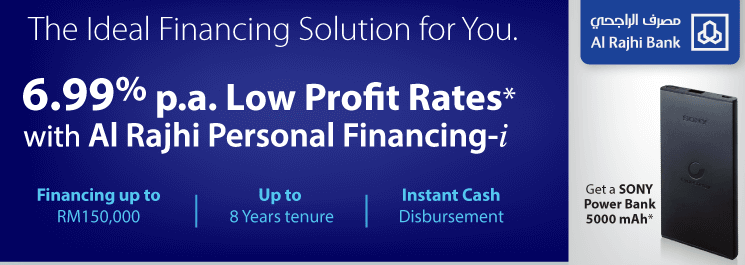 The Ideal Financing Solution for You.
6.99% p.a. Low Profit Rates*
with Al Rajhi Personal Financing-i
Financing up to
RM150,000
Up to
8 Years tenure
Instant Cash
Disbursement
مصرف الراجحي
Al Rajhi Bank
SONY
Get a SONY
Power Bank
5000 mAh*